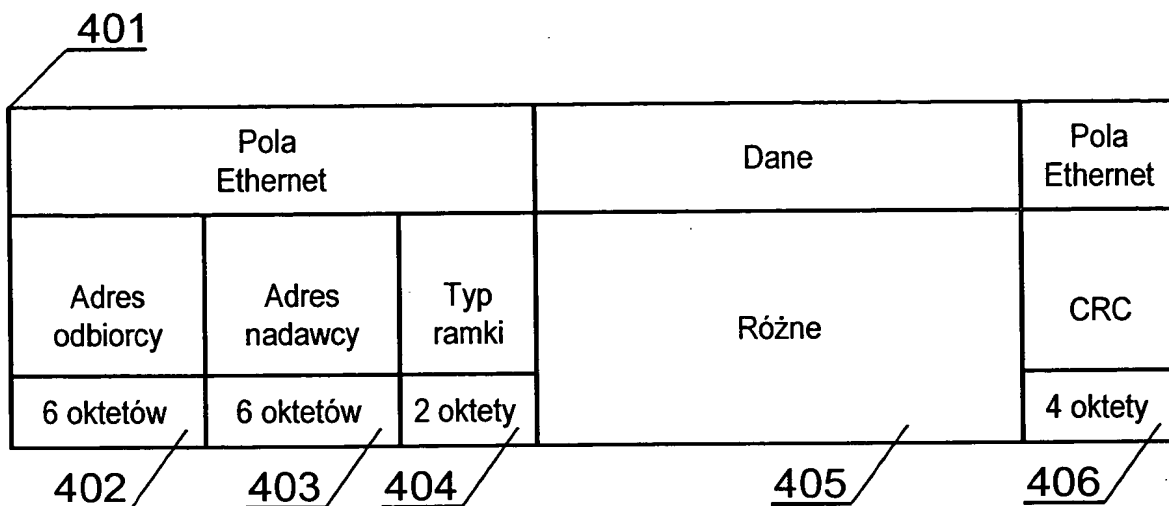 401
Pola
Ethernet
Dane
Pola
Ethernet
Adres
odbiorcy
Adres
nadawcy
Typ
ramki
Różne
CRC
6 oktetów
6 oktetów
2 oktety
4 oktety
402
403
404
405
406